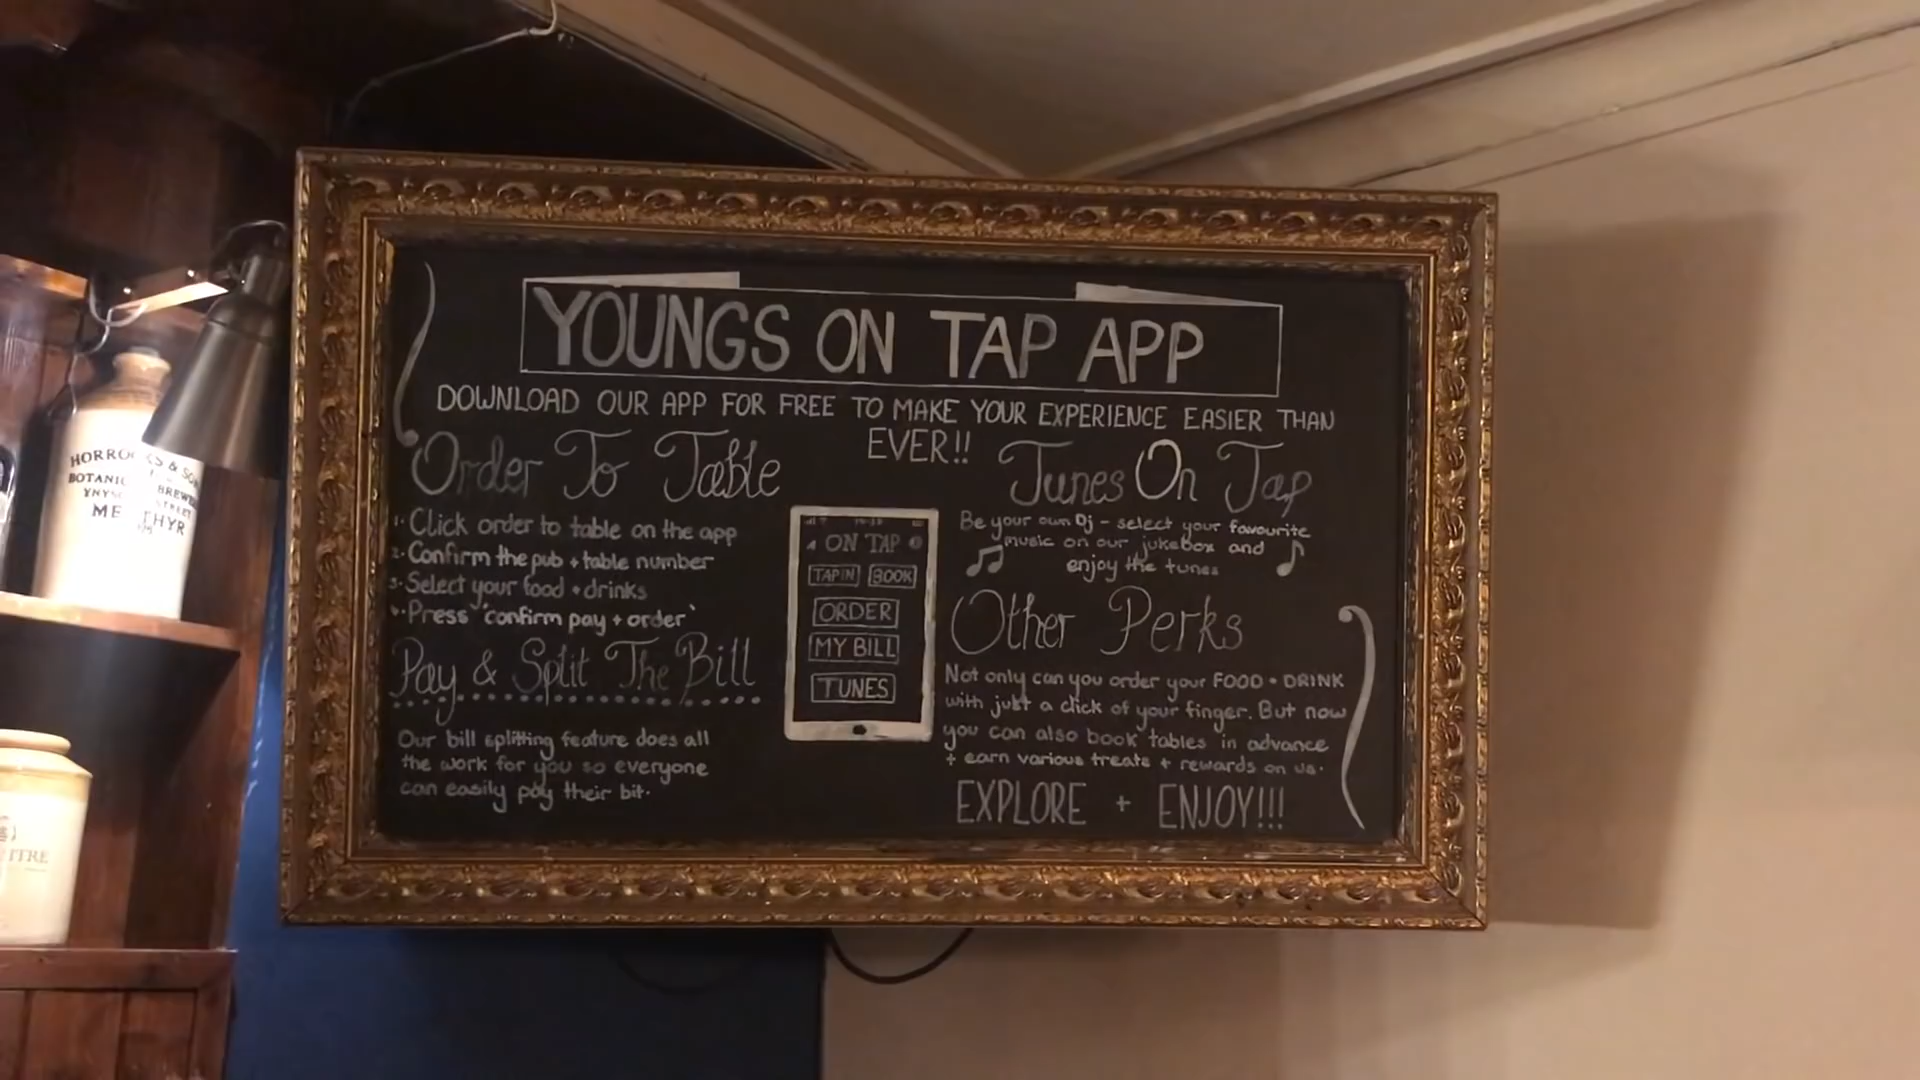 YOUNGS ON TAP APP
DOWNLOAD OUR APP FOR FREE TO MAKE YOUR EXPERIENCE EASIER THAN
EVER!!
Order To Table
1. Click order to table on the app
2. Confirm the pub + table number
3. Select your food + drinks
4. Press 'confirm pay + order'
Pay & Split The Bill
Our bill splitting feature does all
the work for you so everyone
can easily pay their bit.
ON TAP
TAP IN BOOK
ORDER
MY BILL
TUNES
Tunes On Tap
Be your own Dj - select your favourite
music on our jukebox and
enjoy the tunes
Other Perks
Not only can you order your FOOD + DRINK
with just a click of your finger. But now
you can also book tables in advance
+ earn various treats + rewards on us.
EXPLORE + ENJOY!!!
HORROCKS & SON
BOTANIC BREWE
STREET